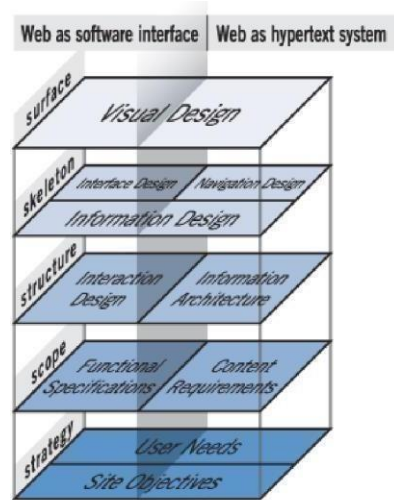 Web as software interface
Web as hypertext system
surface
Visual Design
skeleton
Interface Design
Navigation Design
Information Design
structure
Interaction
Design
Information
Architecture
scope
Functional
Specifications
Content
Requirements
strategy
User Needs
Site Objectives